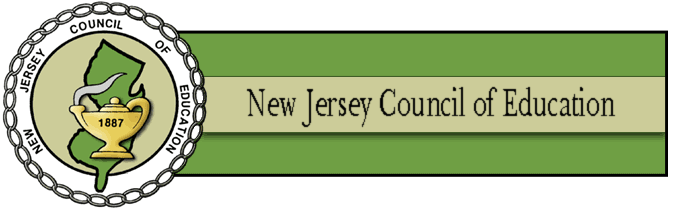 NEW JERSEY COUNCIL OF EDUCATION
1887
New Jersey Council of Education